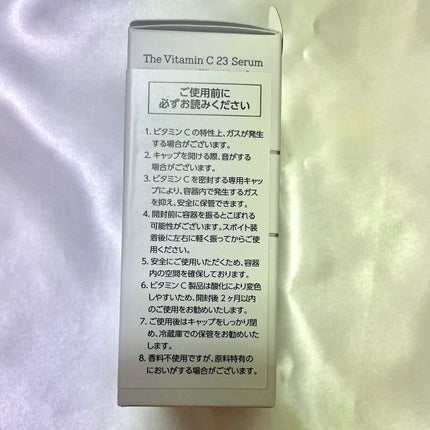 The Vitamin C 23 Serum
ご使用前に
必ずお読みください
1. ビタミンCの特性上、ガスが発生
する場合がございます。
2. キャップを開ける際、音がする
場合がございます。
3. ビタミンCを密封する専用キャッ
プにより、容器内で発生するガス
を抑え、安全に保管できます。
4. 開封前に容器を振るとこぼれる
可能性がございます。スポイト装
着後に左右に軽く振ってからご使
用ください。
5. 安全にご使用いただくため、容器
内の空間を確保しております。
6. ビタミンC製品は酸化により変色
しやすいため、開封後2ヶ月以内
のご使用をお勧めいたします。
7. ご使用後はキャップをしっかり閉
め、冷蔵庫での保管をお勧めいた
します。
8. 香料不使用ですが、原料特有の
においがする場合がございます。